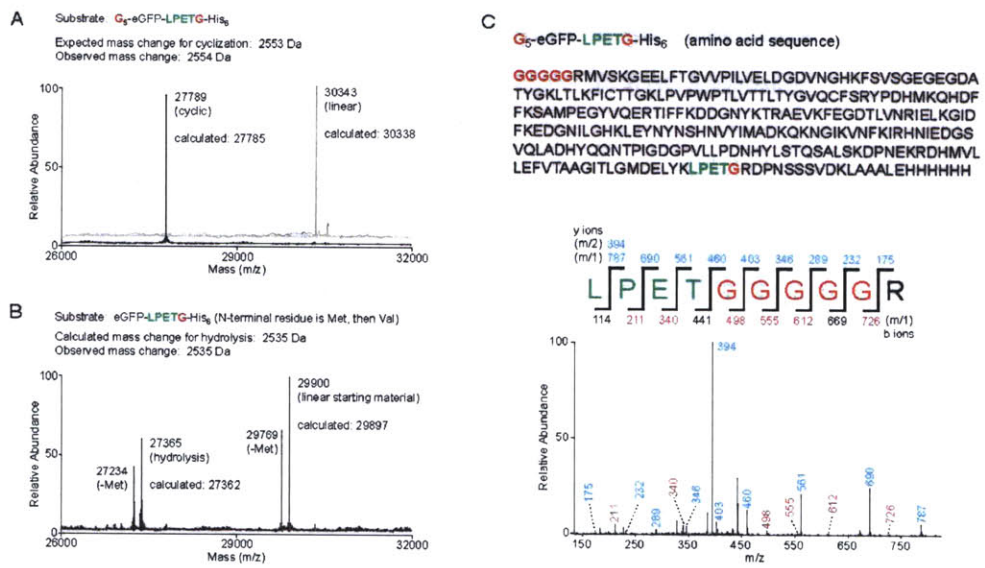 A
Substrate: G5-eGFP-LPETG-His6
Expected mass change for cyclization: 2553 Da
Observed mass change: 2554 Da
100
50
0
Relative Abundance
27789
(cyclic)
calculated: 27785
30343
(linear)
calculated: 30338
26000
29000
32000
Mass (m/z)
B
Substrate: eGFP-LPETG-His6 (N-terminal residue is Met, then Val)
Calculated mass change for hydrolysis: 2535 Da
Observed mass change: 2535 Da
100
50
0
Relative Abundance
27234
(-Met)
27365
(hydrolysis)
calculated: 27362
29769
(-Met)
29900
(linear starting material)
calculated: 29897
26000
29000
32000
Mass (m/z)
C
G5-eGFP-LPETG-His6 (amino acid sequence)
GGGGGRMVSKGEELFTGVVPILVELDGDVNGHKFSVSGEGEGDA
TYGKLTLKFICTTGKLPVPWPTLVTTLTYGVQCFSRYPDHMKQHDF
FKSAMPEGYVQERTIFFKDDGNYKTRAEVKFEGDTLVNRIELKGID
FKEDGNILGHKLEYNYNSHNVYIMADKQKNGIKVNFKIRHNIEDGS
VQLADHYQQNTPIGDGPVLLPDNHYLSTQSALSKDPNEKRDHMVL
LEFVTAAGITLGMDELYKLPETGRDPNSSSVDKLAAALEHHHHHH
y ions
(m/2) 394
(m/1) 787 690 561 460 403 346 289 232 175
L P E T G G G G G R
114 211 340 441 498 555 612 669 726 (m/1)
b ions
100
50
0
Relative Abundance
394
175
211
232
289
340
346
403
460
498
555
561
612
690
726
787
150
250
350
450
550
650
750
m/z